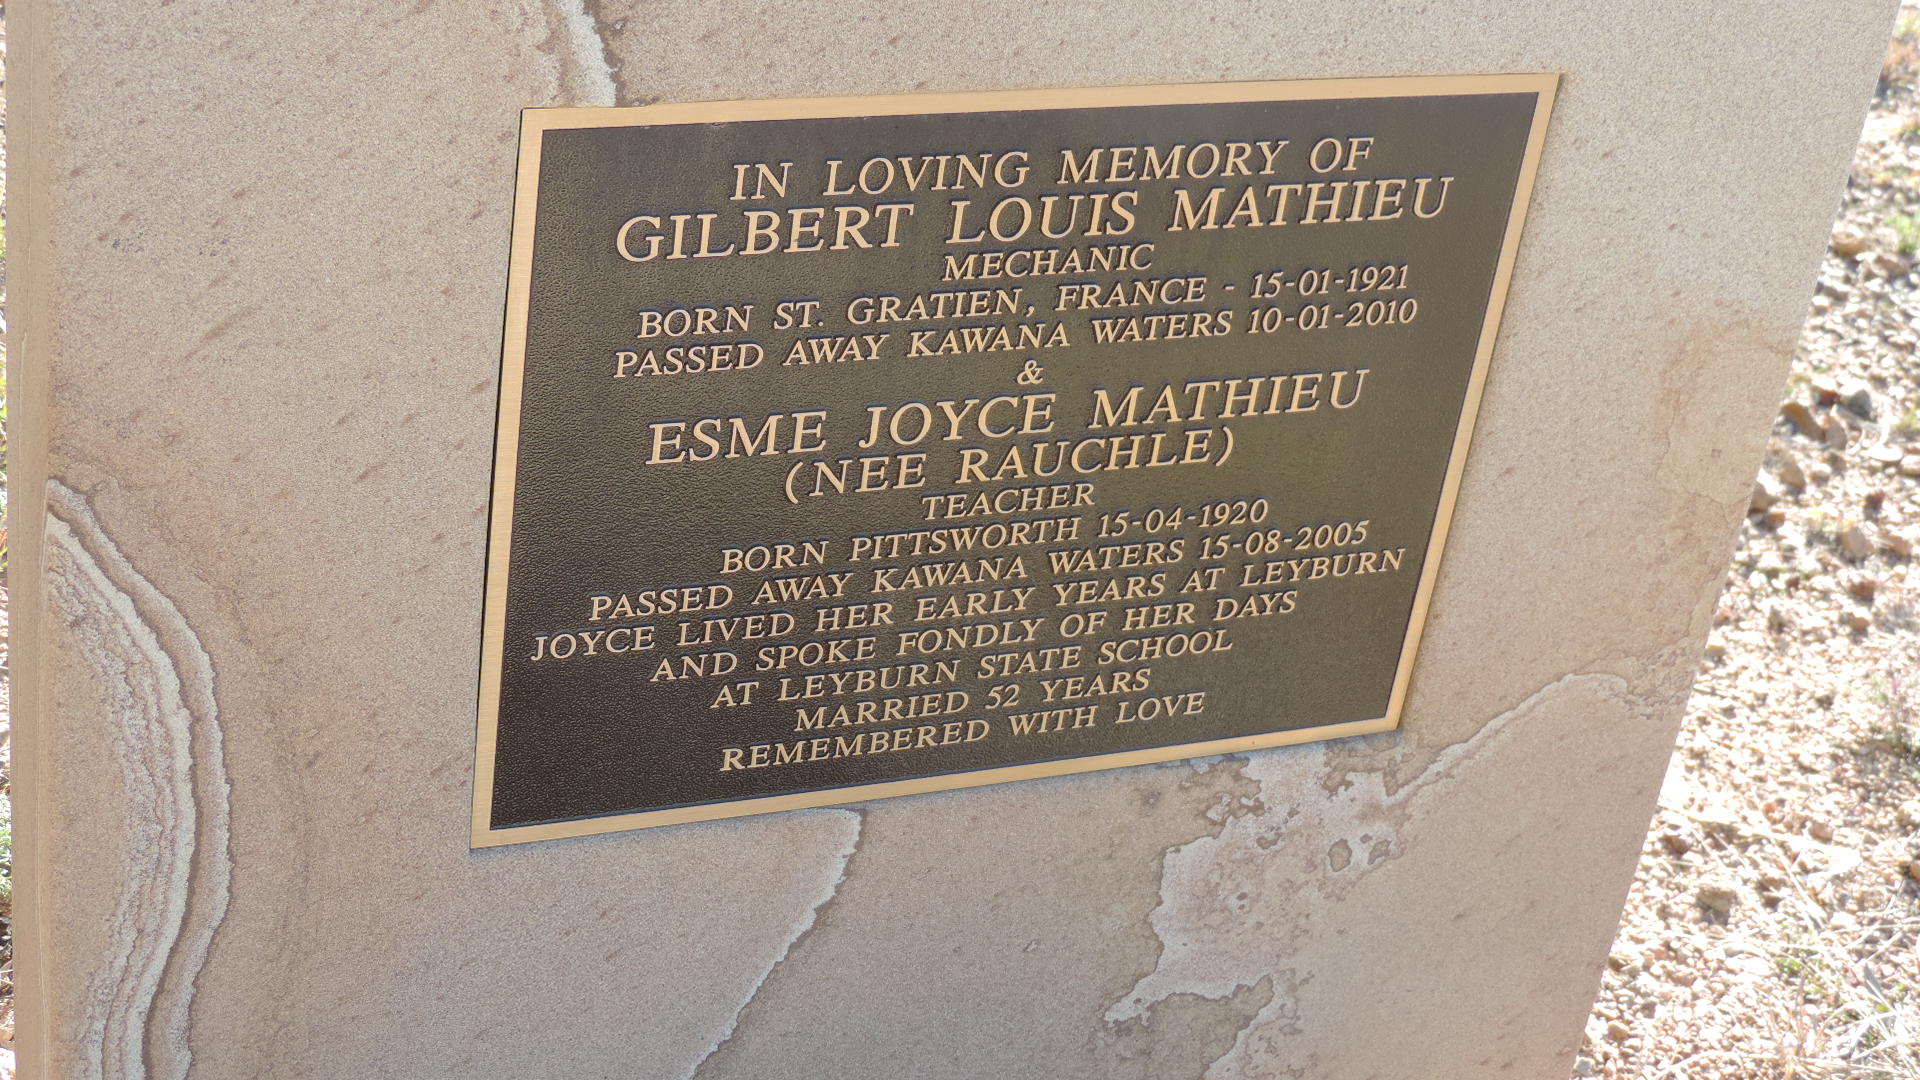 IN LOVING MEMORY OF
GILBERT LOUIS MATHIEU
MECHANIC
BORN ST. GRATIEN, FRANCE - 15-01-1921
PASSED AWAY KAWANA WATERS 10-01-2010
&
ESME JOYCE MATHIEU
(NEE RAUCHLE)
TEACHER
BORN PITTSWORTH 15-04-1920
PASSED AWAY KAWANA WATERS 15-08-2005
JOYCE LIVED HER EARLY YEARS AT LEYBURN
AND SPOKE FONDLY OF HER DAYS
AT LEYBURN STATE SCHOOL
MARRIED 52 YEARS
REMEMBERED WITH LOVE